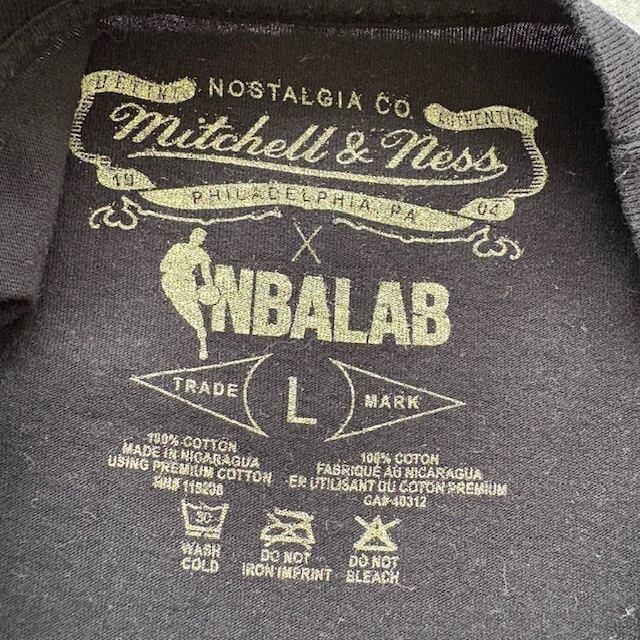 NOSTALGIA CO.
AUTHENTIC
Mitchell & Ness
19 PHILADELPHIA, PA 04
X
NBALAB
TRADE L MARK
100% COTTON
MADE IN NICARAGUA
USING PREMIUM COTTON
100% COTON
FABRIQUÉ AU NICARAGUA
EN UTILISANT DU COTON PREMIUM
CA# 40312
30
WASH
COLD
DO NOT
IRON IMPRINT
DO NOT
BLEACH